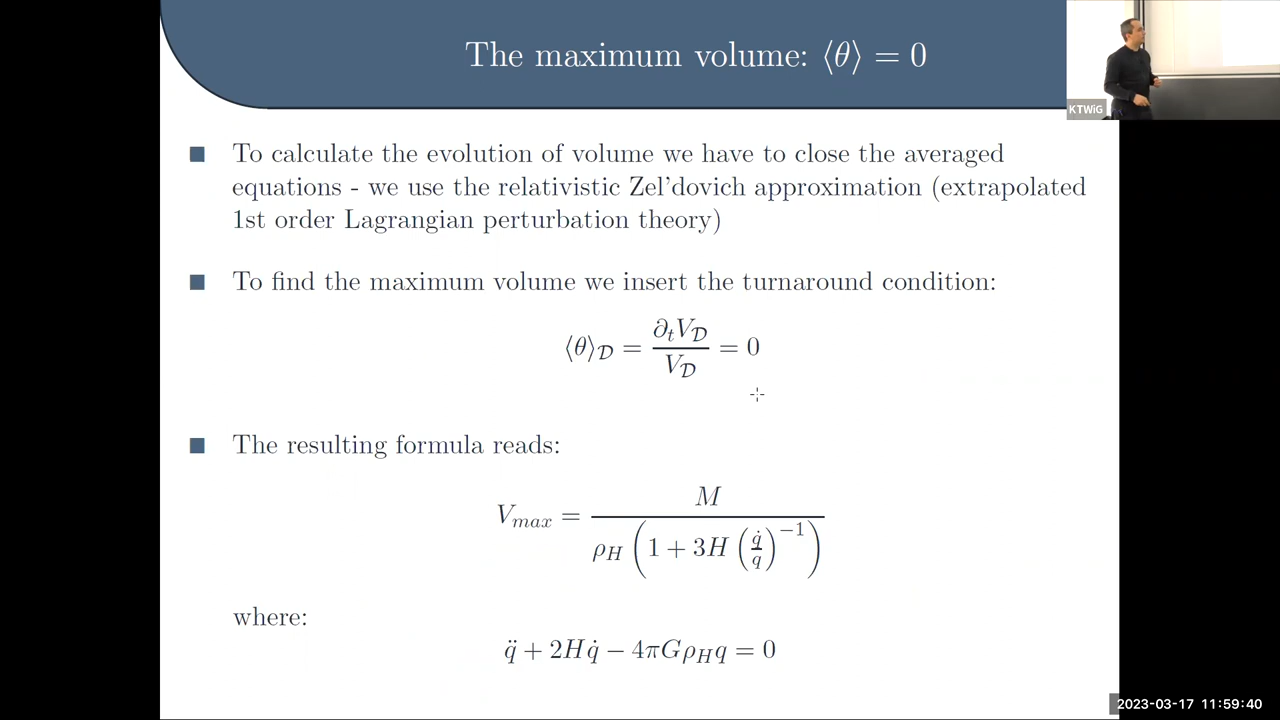 The maximum volume: ⟨θ⟩ = 0
KTWiG
■ To calculate the evolution of volume we have to close the averaged
equations - we use the relativistic Zel'dovich approximation (extrapolated
1st order Lagrangian perturbation theory)
■ To find the maximum volume we insert the turnaround condition:
⟨θ⟩_𝒟 = ∂_t V_𝒟 / V_𝒟 = 0
■ The resulting formula reads:
V_{max} = M / (ρ_H (1 + 3H (q̇/q)^{-1}))
where:
q̈ + 2Hq̇ − 4πGρ_H q = 0
2023-03-17 11:59:40